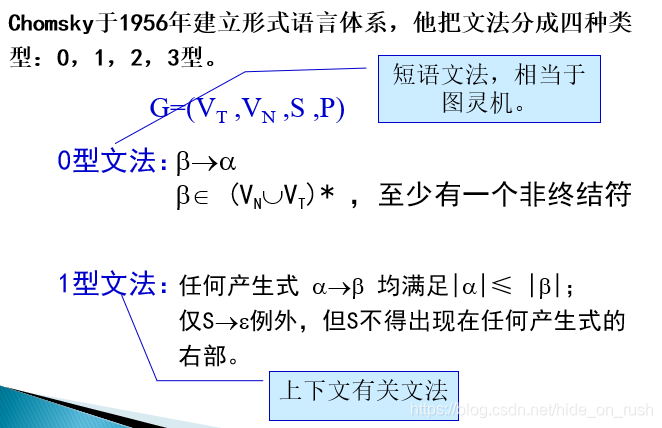 Chomsky于1956年建立形式语言体系，他把文法分成四种类
型：0，1，2，3型。
G=(V_T ,V_N ,S ,P)
短语文法，相当于
图灵机。
0型文法：β→α
β∈ (V_N∪V_T)* ，至少有一个非终结符
1型文法：任何产生式 α→β 均满足|α|≤ |β|；
仅S→ε例外，但S不得出现在任何产生式的
右部。
上下文有关文法
https://blog.csdn.net/hide_on_rush